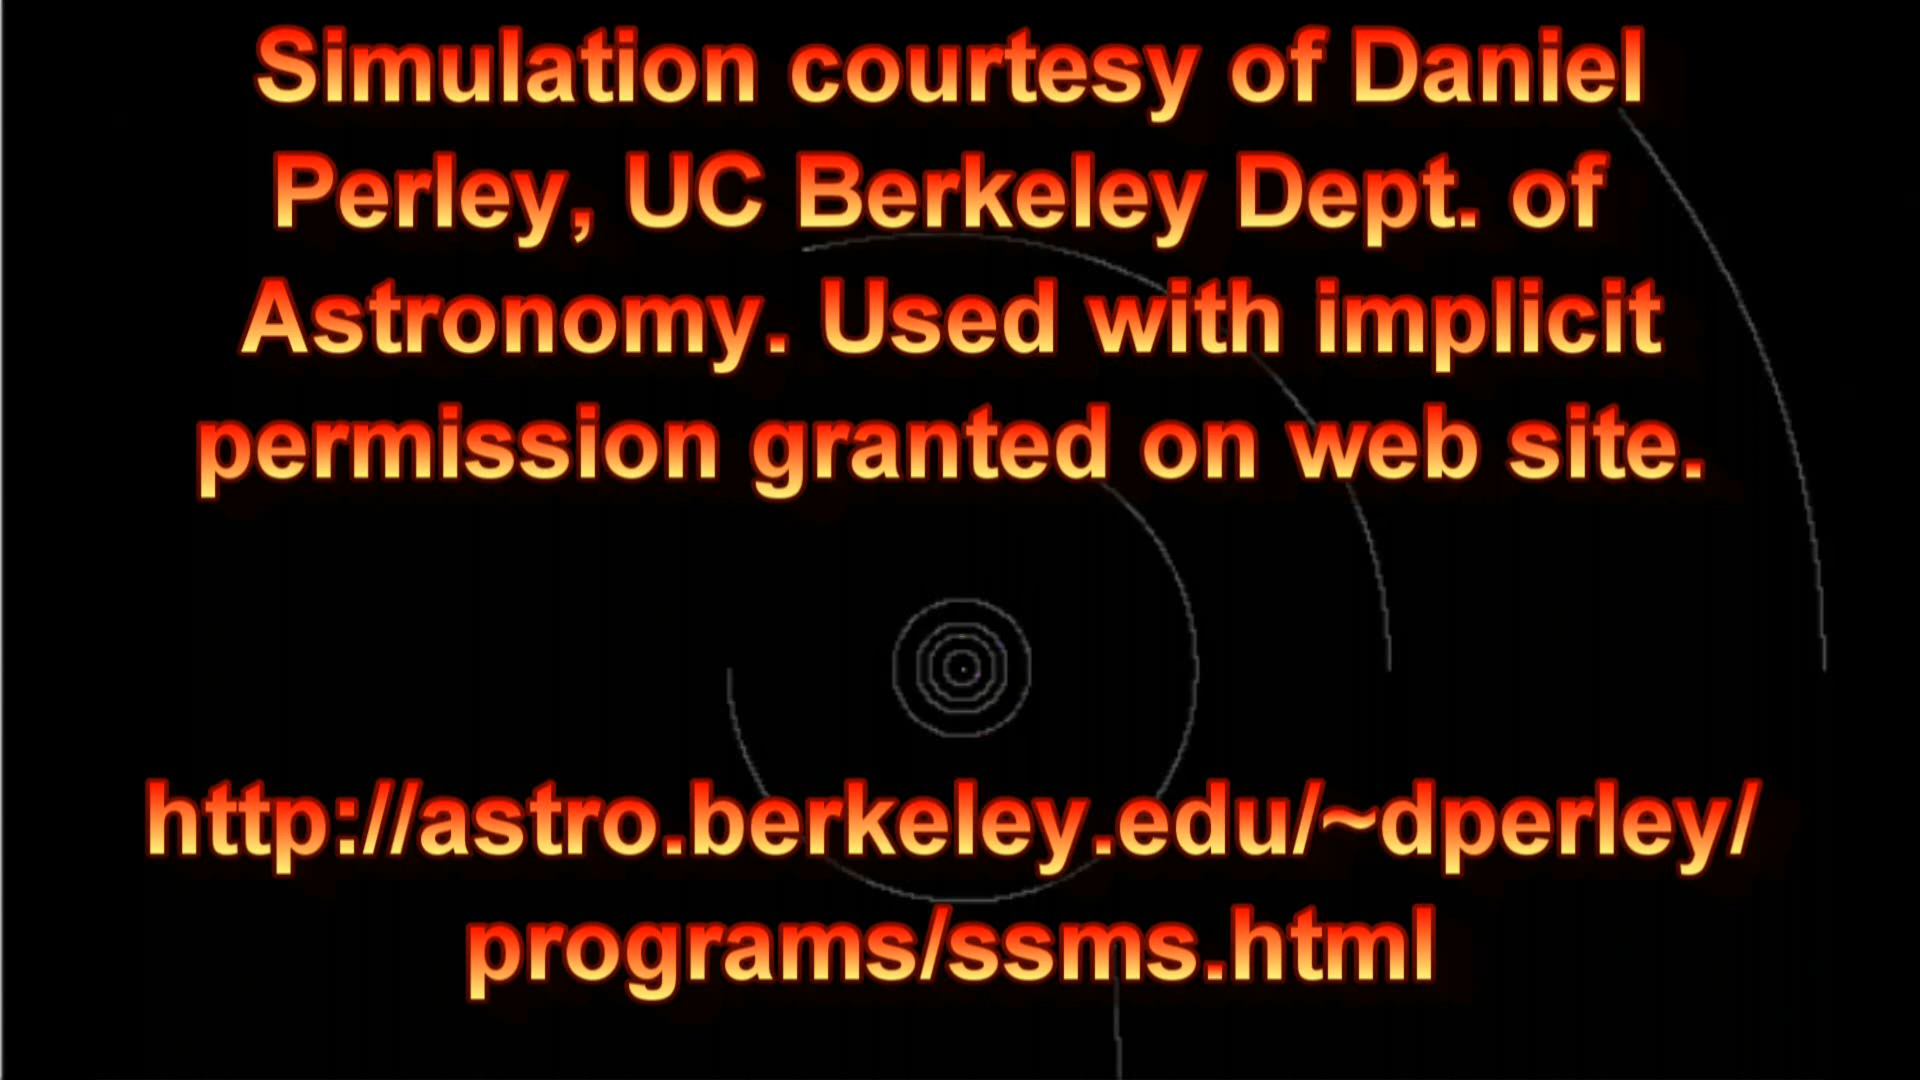 Simulation courtesy of Daniel
Perley, UC Berkeley Dept. of
Astronomy. Used with implicit
permission granted on web site.
http://astro.berkeley.edu/~dperley/
programs/ssms.html